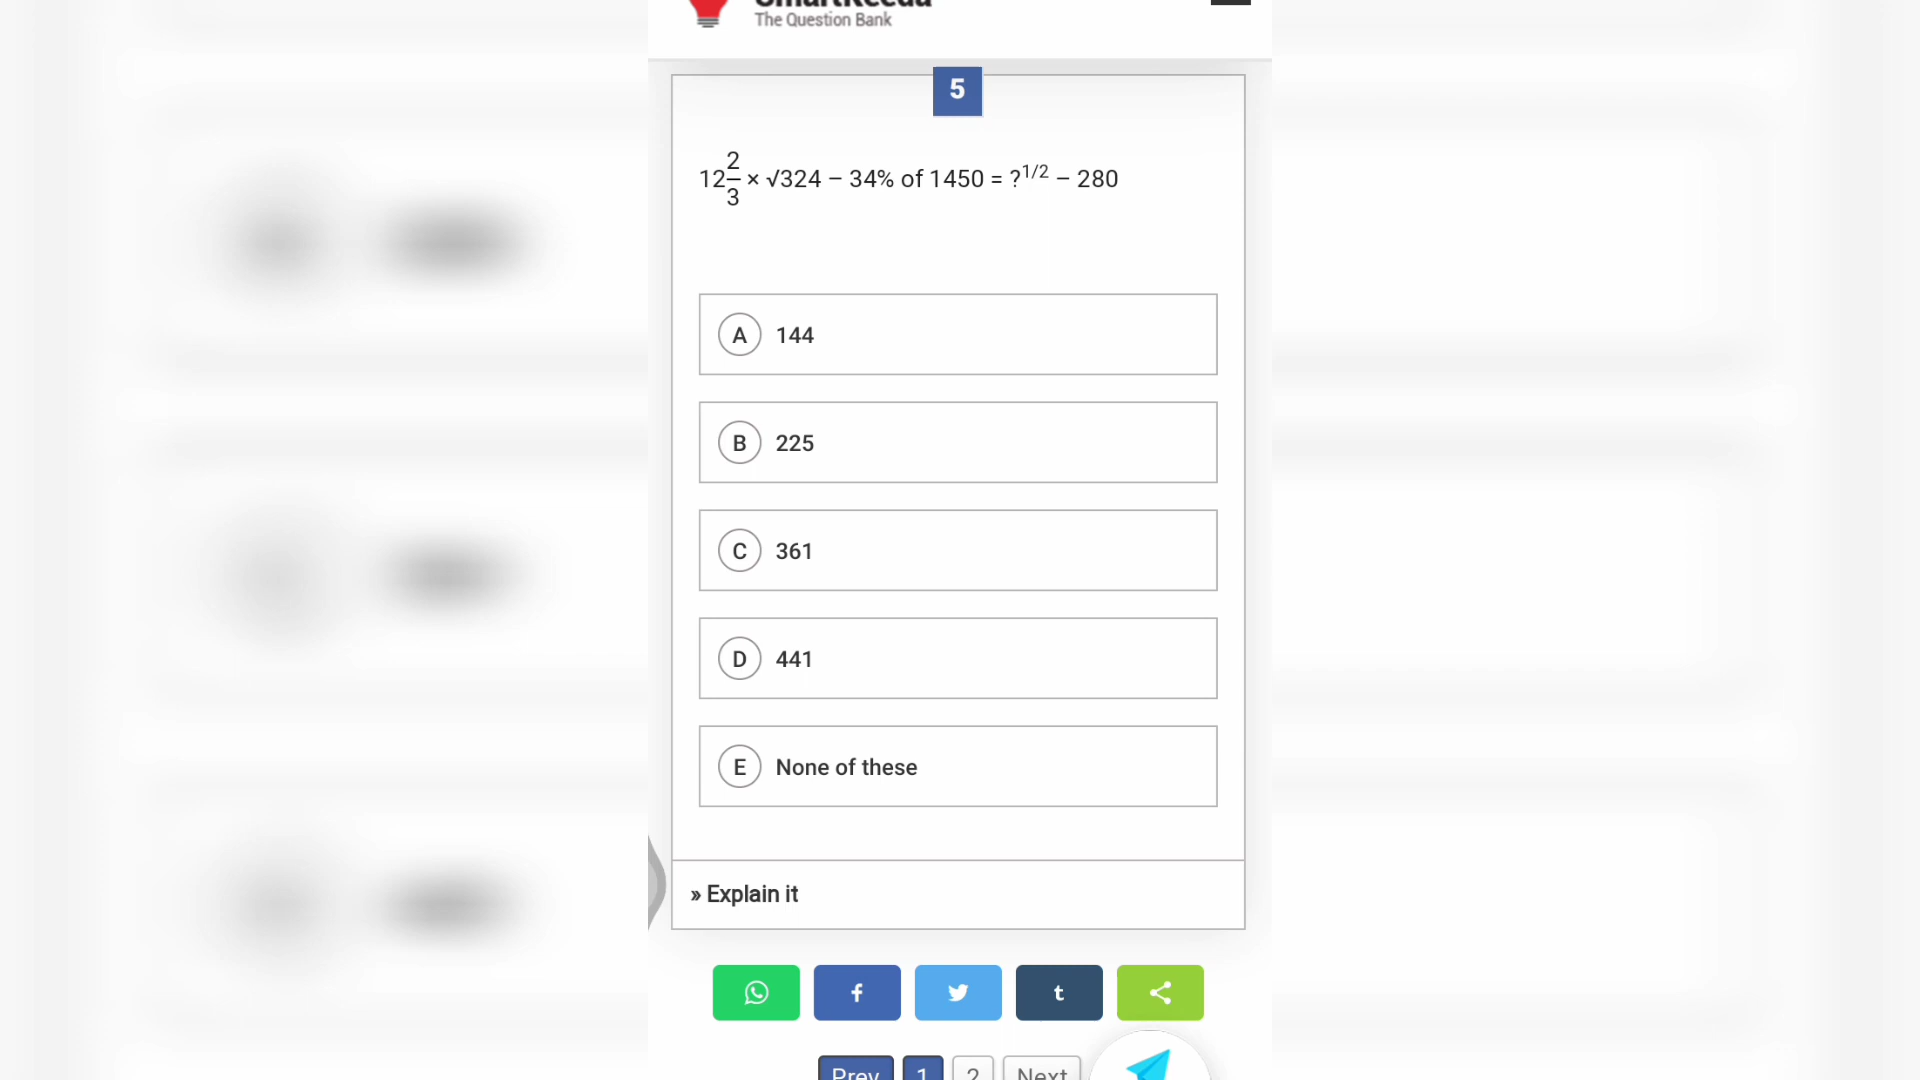 SmartKeeda
The Question Bank
5
12 2/3 × √324 – 34% of 1450 = ?^1/2 – 280
A 144
B 225
C 361
D 441
E None of these
» Explain it
f
t
Prev 1 2 Next